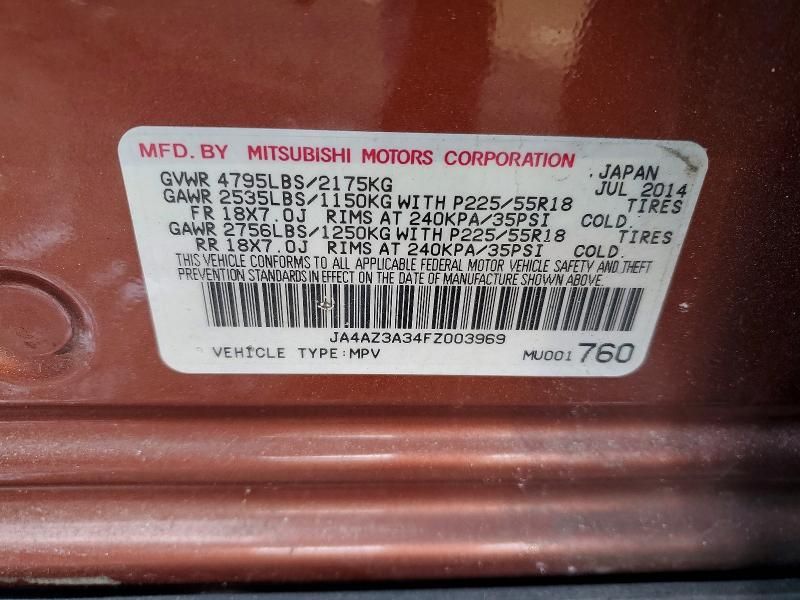 MFD. BY MITSUBISHI MOTORS CORPORATION
JAPAN
GVWR 4795LBS/2175KG JUL 2014
GAWR 2535LBS/1150KG WITH P225/55R18 TIRES
FR 18X7.0J RIMS AT 240KPA/35PSI COLD.
GAWR 2756LBS/1250KG WITH P225/55R18 TIRES
RR 18X7.0J RIMS AT 240KPA/35PSI COLD.
THIS VEHICLE CONFORMS TO ALL APPLICABLE FEDERAL MOTOR VEHICLE SAFETY AND THEFT
PREVENTION STANDARDS IN EFFECT ON THE DATE OF MANUFACTURE SHOWN ABOVE.
JA4AZ3A34FZ003969
VEHICLE TYPE:MPV MU001 760